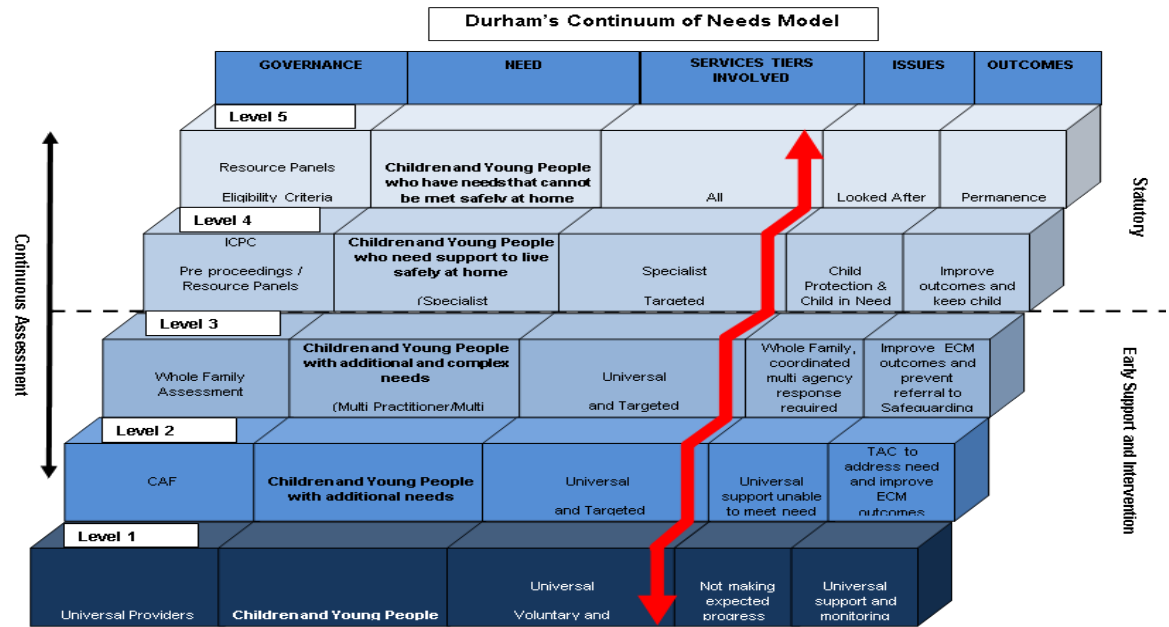 Durham's Continuum of Needs Model
GOVERNANCE
NEED
SERVICES TIERS
INVOLVED
ISSUES
OUTCOMES
Level 5
Resource Panels
Eligibility Criteria
Children and Young People
who have needs that cannot
be met safely at home
All
Looked After
Permanence
Level 4
ICPC
Pre proceedings /
Resource Panels
Children and Young People
who need support to live
safely at home
(Specialist
Specialist
Targeted
Child
Protection &
Child in Need
Improve
outcomes and
keep child
Level 3
Whole Family
Assessment
Children and Young People
with additional and complex
needs
(Multi Practitioner/Multi
Universal
and Targeted
Whole Family,
coordinated
multi agency
response
required
Improve ECM
outcomes and
prevent
referral to
Safeguarding
Level 2
CAF
Children and Young People
with additional needs
Universal
and Targeted
Universal
support unable
to meet need
TAC to
address need
and improve
ECM
outcomes
Level 1
Universal Providers
Children and Young People
Universal
Voluntary and
Not making
expected
progress
Universal
support and
monitoring
Continuous Assessment
Statutory
Early Support and Intervention